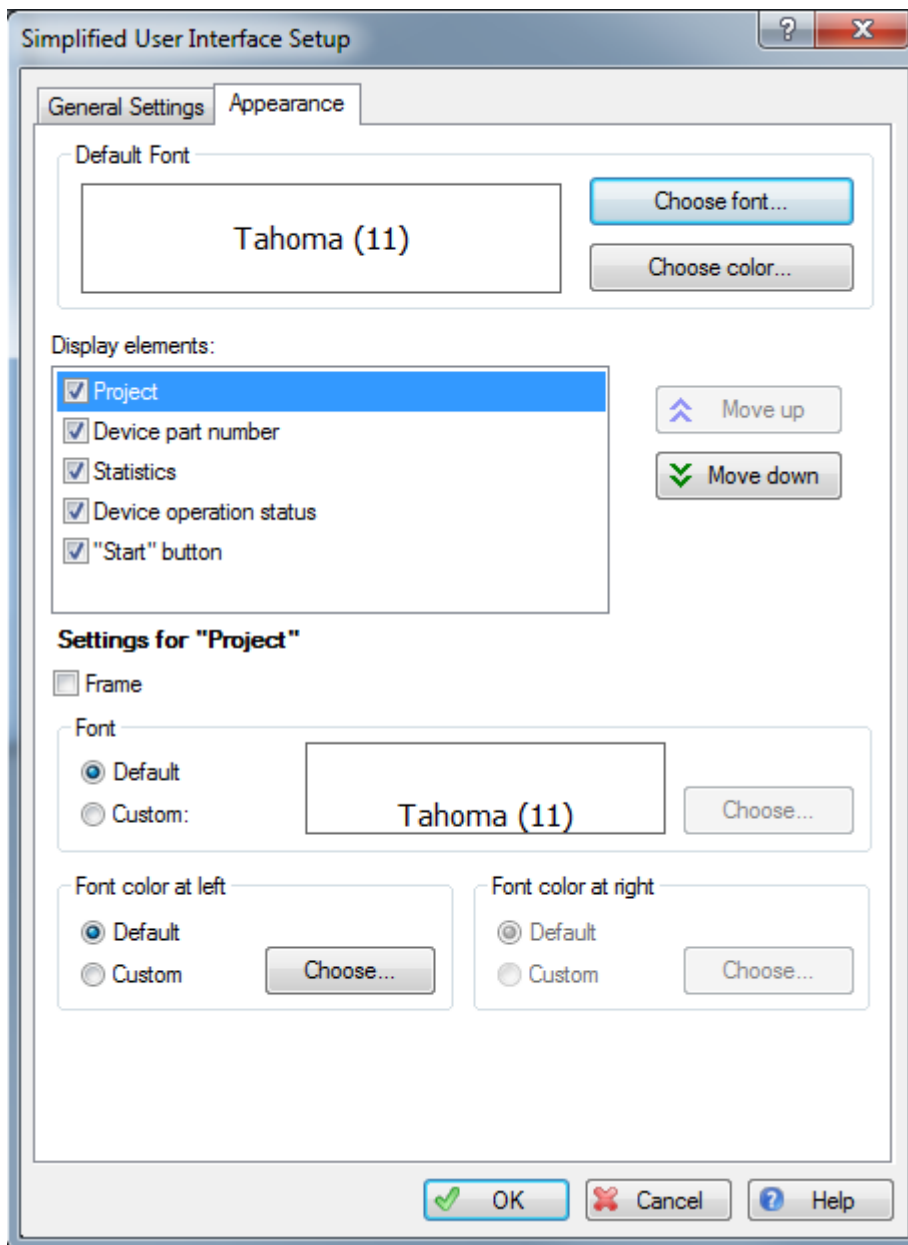 Simplified User Interface Setup
General Settings Appearance
Default Font
Tahoma (11)
Choose font...
Choose color...
Display elements:
Project
Device part number
Statistics
Device operation status
"Start" button
Move up
Move down
Settings for "Project"
Frame
Font
Default
Custom:
Tahoma (11)
Choose...
Font color at left
Default
Custom
Choose...
Font color at right
Default
Custom
Choose...
OK Cancel Help